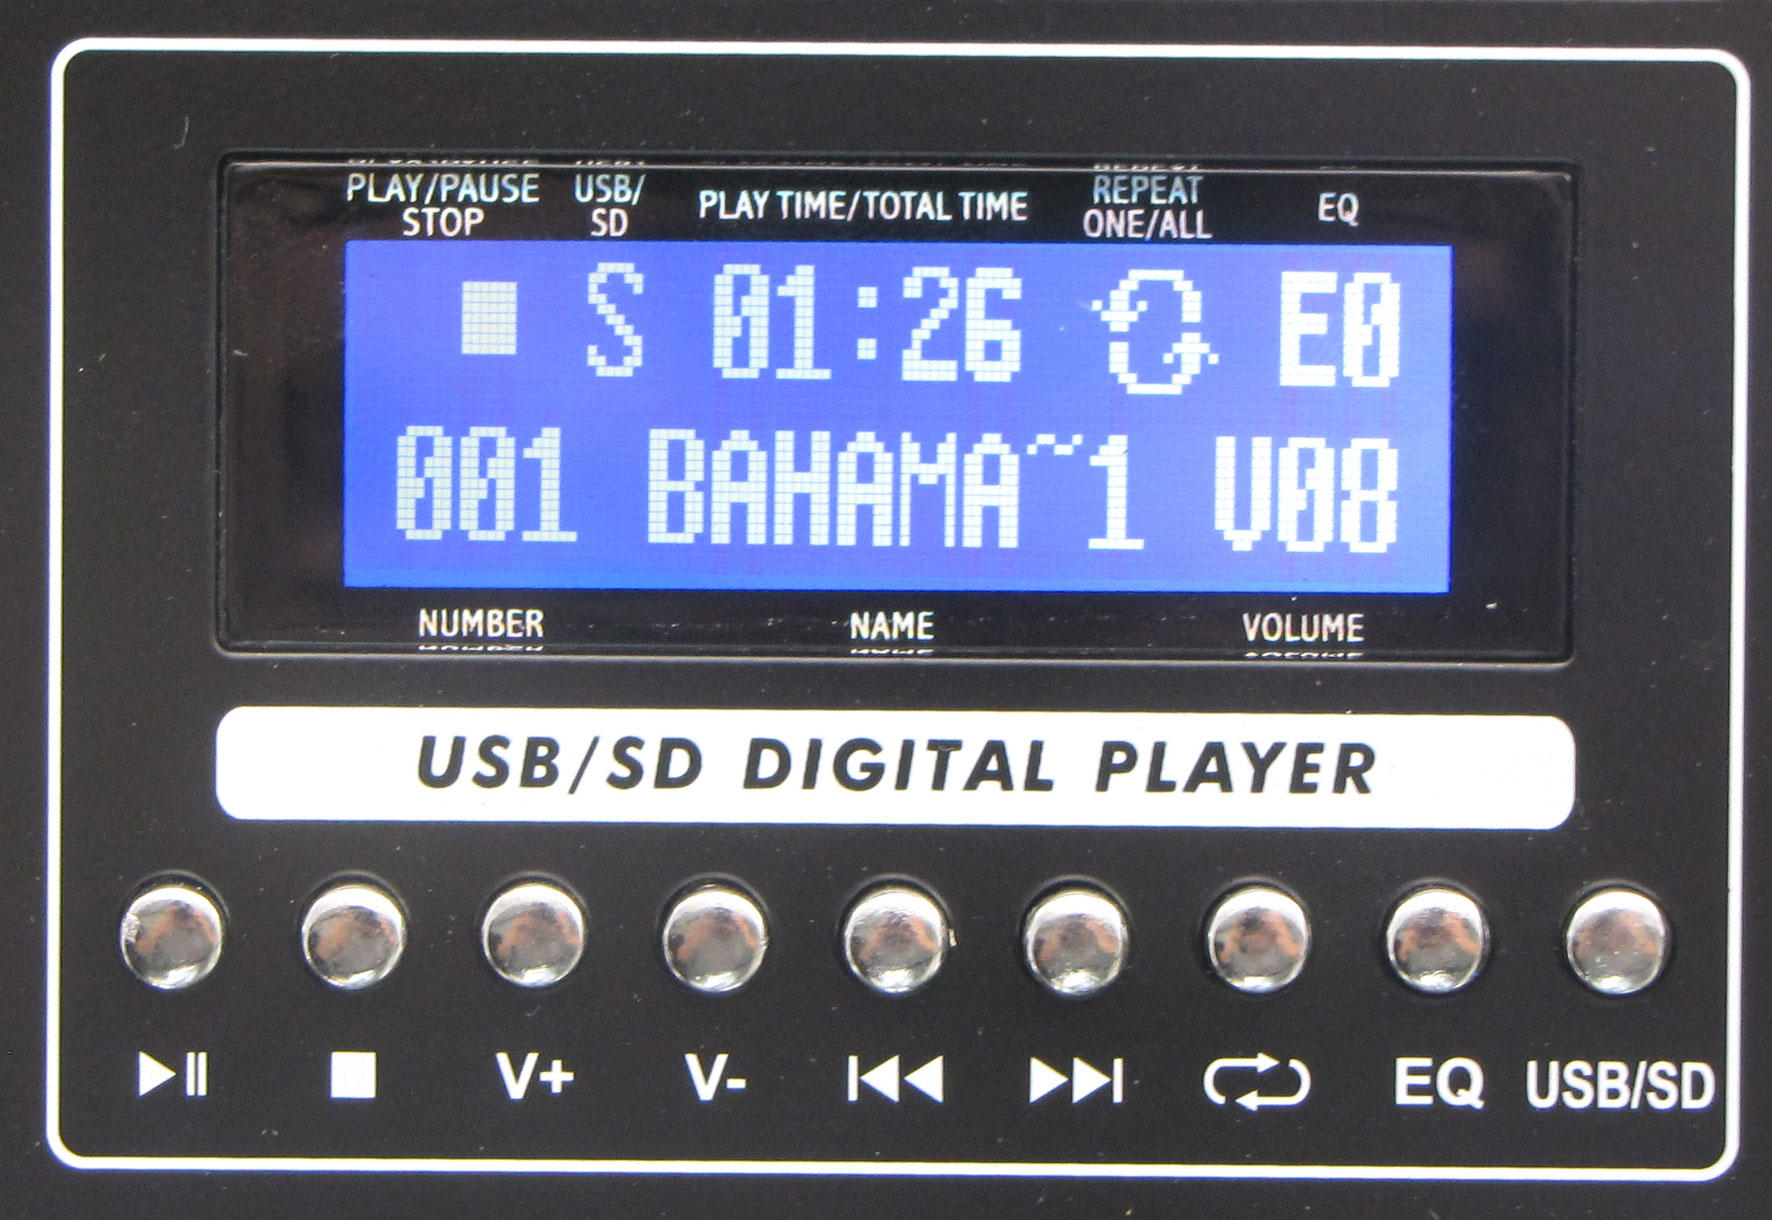 PLAY/PAUSE USB/ PLAY TIME/TOTAL TIME REPEAT EQ
STOP SD ONE/ALL
S 01:26 E0
001 BAHAMA~1 V08
NUMBER NAME VOLUME
USB/SD DIGITAL PLAYER
V+ V- EQ USB/SD